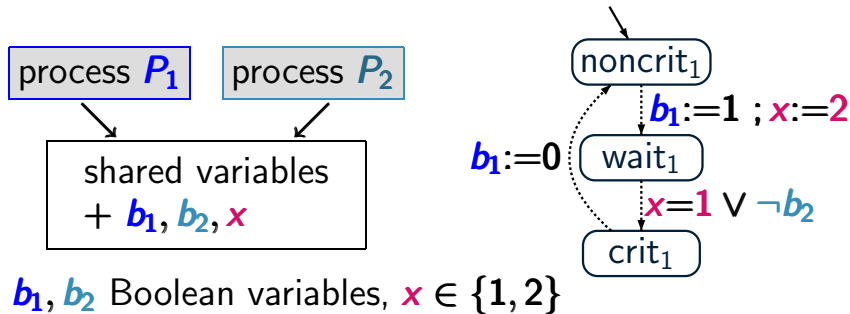 process P₁
process P₂
shared variables
+ b₁, b₂, x
b₁, b₂ Boolean variables, x ∈ {1, 2}
noncrit₁
b₁:=1 ; x:=2
b₁:=0
wait₁
x=1 ∨ ¬b₂
crit₁